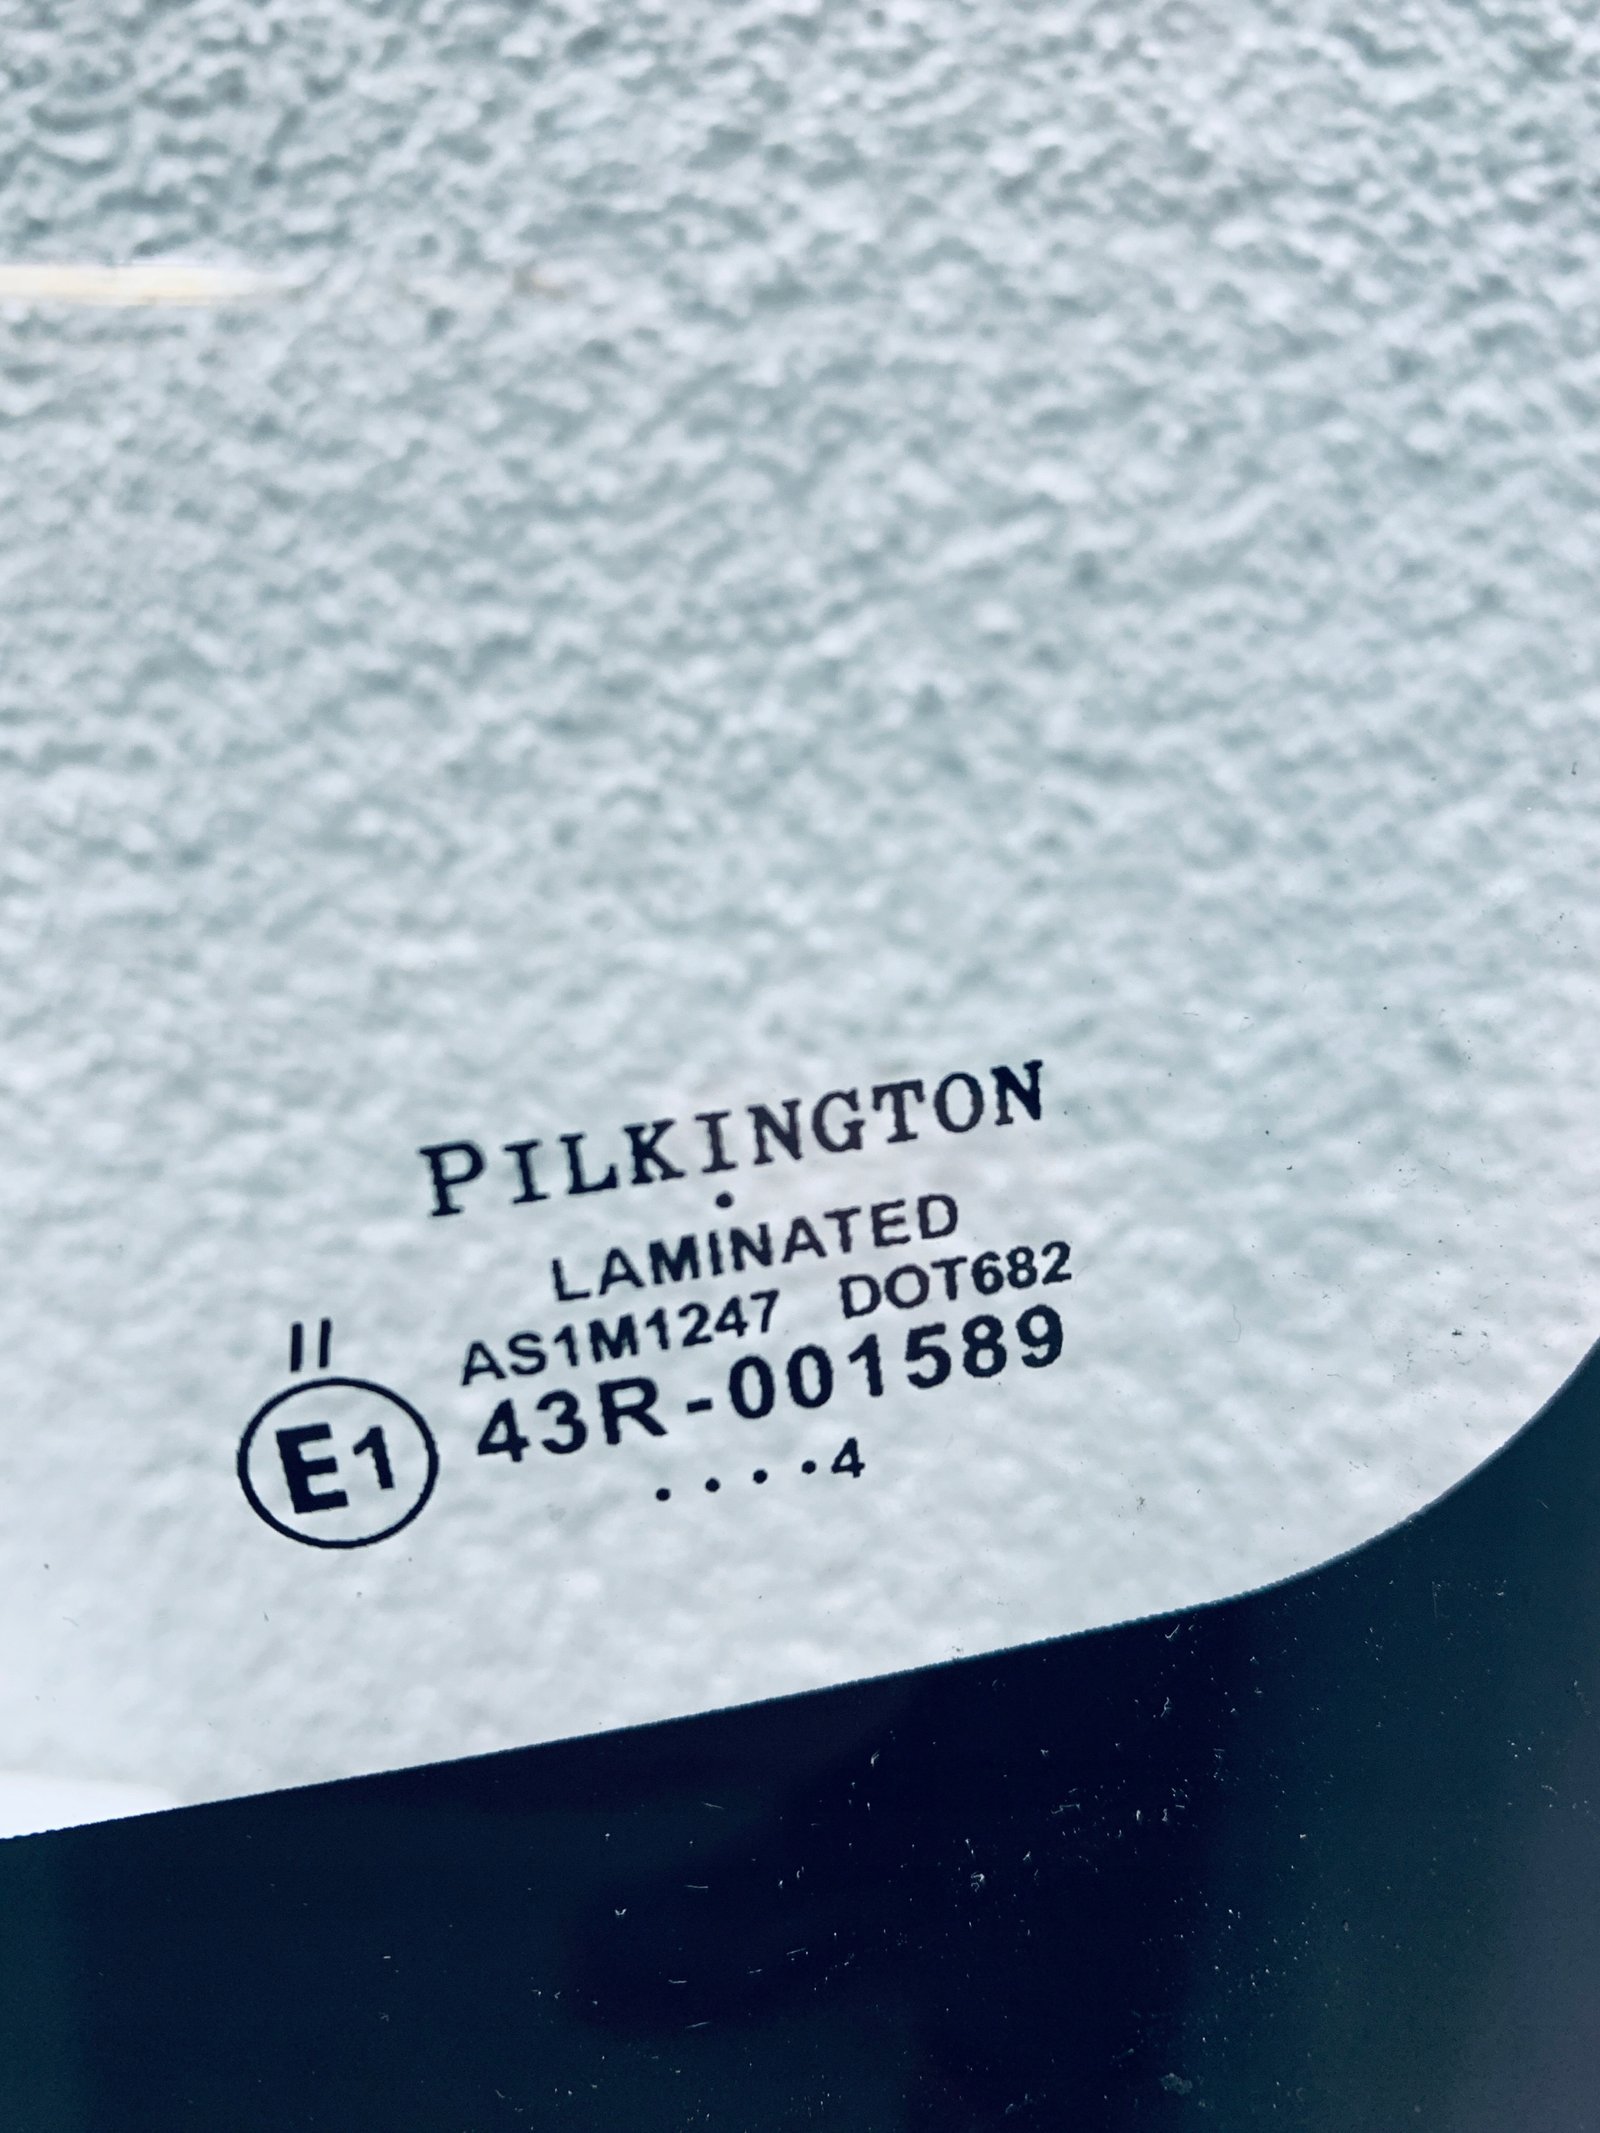 PILKINGTON
LAMINATED
AS1M1247 DOT682
II
E1 43R-001589
....4